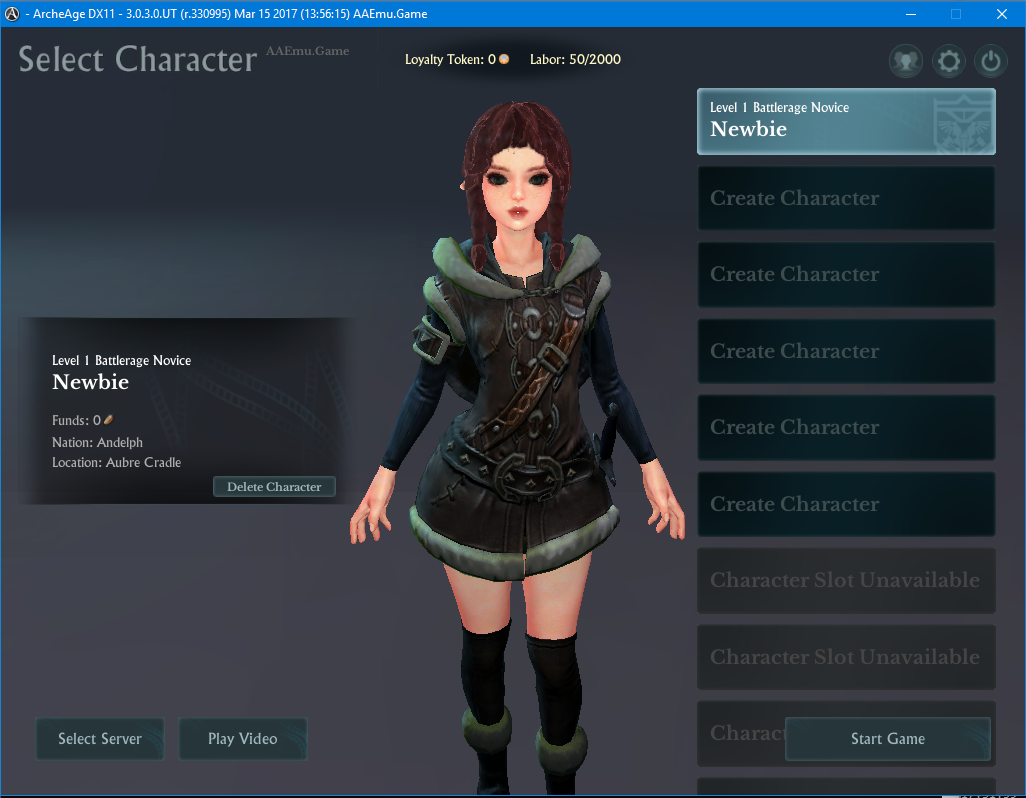 - ArcheAge DX11 - 3.0.3.0.UT (r.330995) Mar 15 2017 (13:56:15) AAEmu.Game
Select Character AAEmu.Game
Loyalty Token: 0 Labor: 50/2000
Level 1 Battlerage Novice
Newbie
Create Character
Create Character
Create Character
Create Character
Create Character
Character Slot Unavailable
Character Slot Unavailable
Level 1 Battlerage Novice
Newbie
Funds: 0
Nation: Andelph
Location: Aubre Cradle
Delete Character
Select Server
Play Video
Start Game